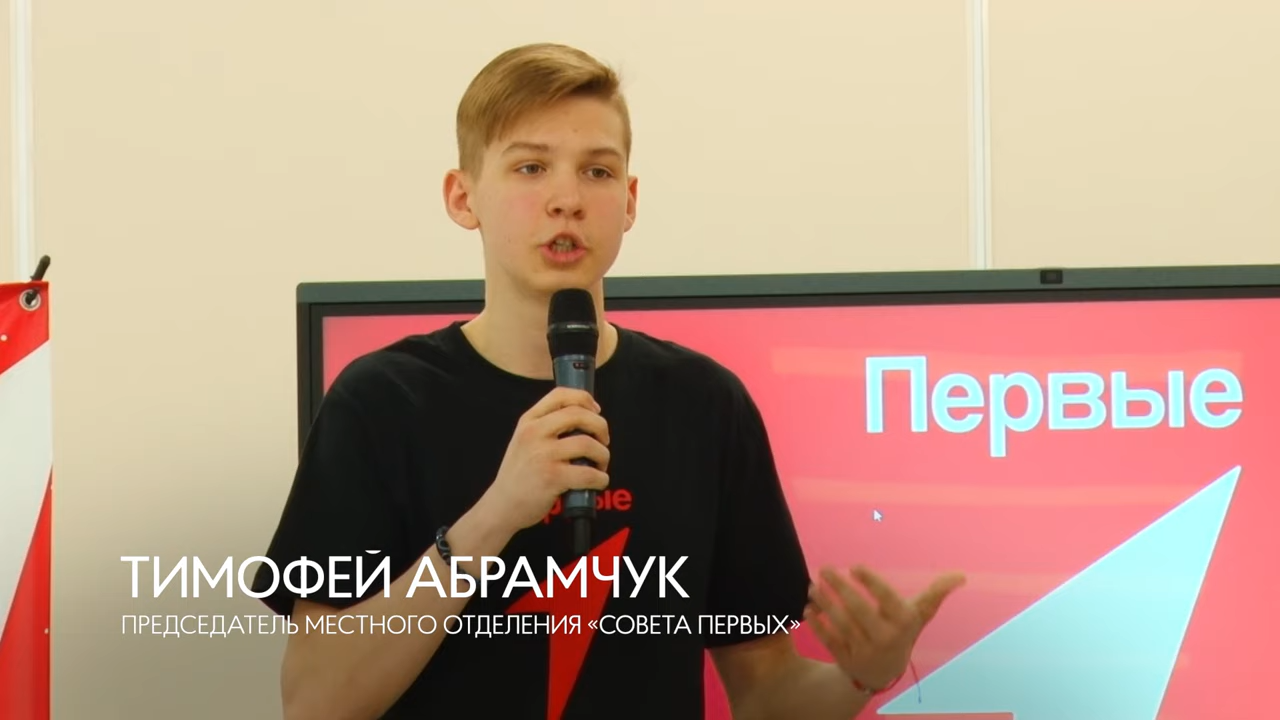 Первые
ТИМОФЕЙ АБРАМЧУК
ПРЕДСЕДАТЕЛЬ МЕСТНОГО ОТДЕЛЕНИЯ «СОВЕТА ПЕРВЫХ»